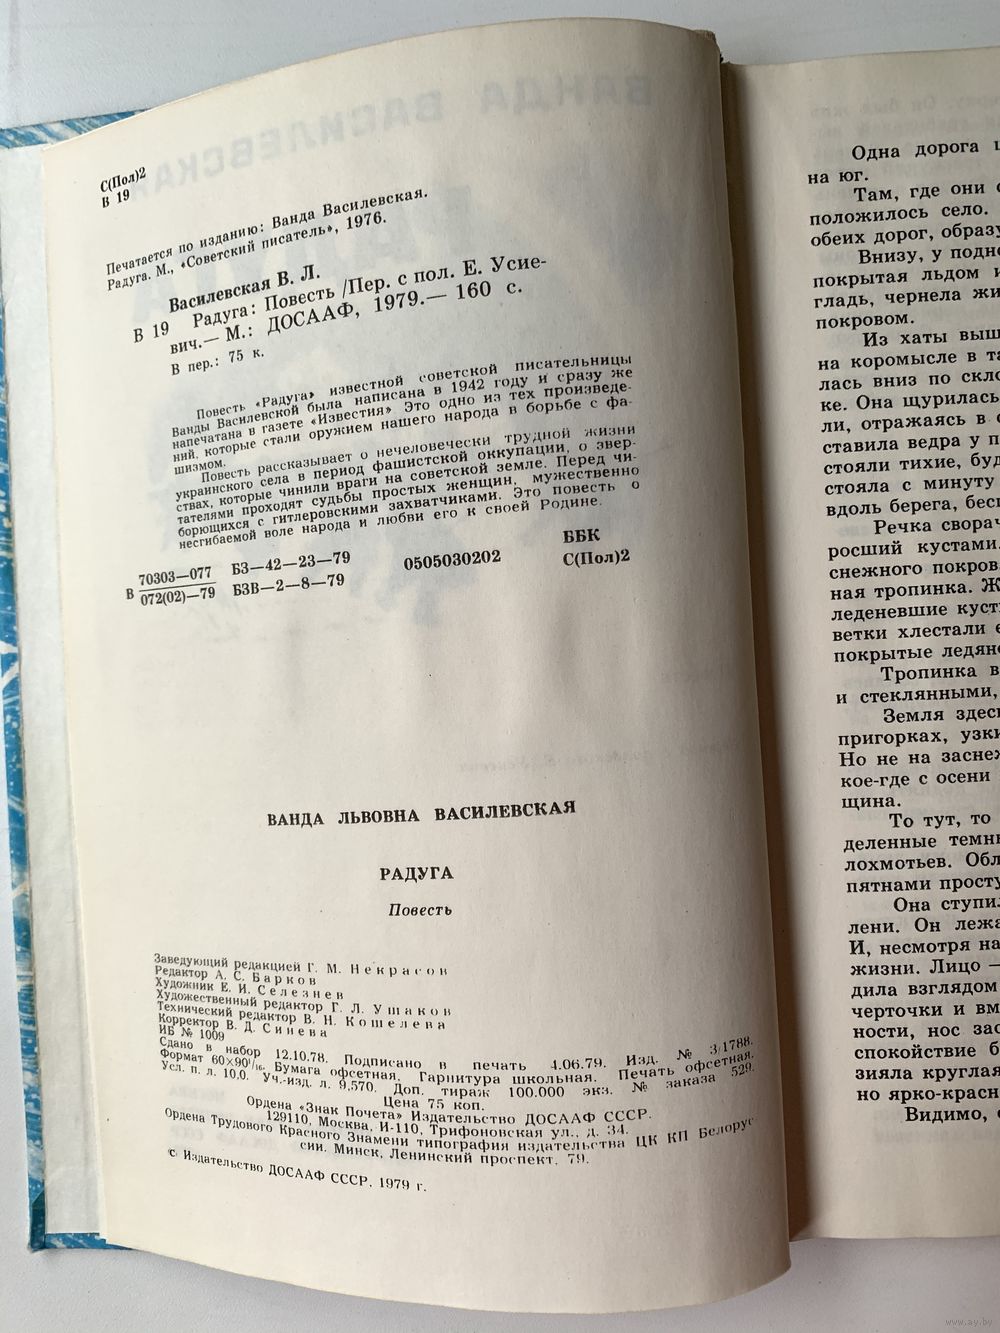 С(Пол)2
В 19
Печатается по изданию: Ванда Василевская.
Радуга. М., «Советский писатель», 1976.
Василевская В. Л.
В 19 Радуга: Повесть /Пер. с пол. Е. Усие-
вич.— М.: ДОСААФ, 1979.— 160 с.
В пер.: 75 к.
Повесть «Радуга» известной советской писательницы
Ванды Василевской была написана в 1942 году и сразу же
напечатана в газете «Известия». Это одно из тех произведе-
ний, которые стали оружием нашего народа в борьбе с фа-
шизмом.
Повесть рассказывает о нечеловечески трудной жизни
украинского села в период фашистской оккупации, о звер-
ствах, которые чинили враги на советской земле. Перед чи-
тателями проходят судьбы простых женщин, мужественно
борющихся с гитлеровскими захватчиками. Это повесть о
несгибаемой воле народа и любви его к своей Родине.
В 70303—077 БЗ—42—23—79 0505030202 ББК
072(02)—79 БЗВ—2—8—79 С(Пол)2
ВАНДА ЛЬВОВНА ВАСИЛЕВСКАЯ
РАДУГА
Повесть
Заведующий редакцией Г. М. Некрасов
Редактор А. С. Барков
Художник Е. И. Селезнев
Художественный редактор Г. Л. Ушаков
Технический редактор В. Н. Кошелева
Корректор В. Д. Синева
ИБ № 1009
Сдано в набор 12.10.78. Подписано в печать 4.06.79. Изд. № 3/1788.
Формат 60×90 1/16. Бумага офсетная. Гарнитура школьная. Печать офсетная.
Усл. п. л. 10,0. Уч.-изд. л. 9,570. Доп. тираж 100.000 экз. № заказа 529.
Цена 75 коп.
Ордена «Знак Почета» Издательство ДОСААФ СССР.
129110, Москва, И-110, Трифоновская ул., д. 34.
Ордена Трудового Красного Знамени типография издательства ЦК КП Белорус
сии. Минск, Ленинский проспект, 79.
© Издательство ДОСААФ СССР, 1979 г.
Одна дорога
на юг.
Там, где они
положилось село.
обеих дорог, образу
Внизу, у подно
покрытая льдом и
гладь, чернела жи
покровом.
Из хаты выш
на коромысле в та
лась вниз по скло
ке. Она щурилась
ли, отражаясь в
ставила ведра у п
стояли тихие, буд
стояла с минуту
вдоль берега, бесп
Речка сворач
росший кустами.
снежного покров
ная тропинка. Ж
леденевшие куст
ветки хлестали
покрытые ледян
Тропинка в
и стеклянными,
Земля здес
пригорках, узки
Но не на засне
кое-где с осени
щина.
То тут, то
деленные темн
лохмотьев. Обл
пятнами просту
Она ступил
лени. Он лежа
И, несмотря на
жизни. Лицо —
дила взглядом
черточки и вм
ности, нос зас
спокойствие б
зияла круглая
но ярко-красн
Видимо,
www.ay.by